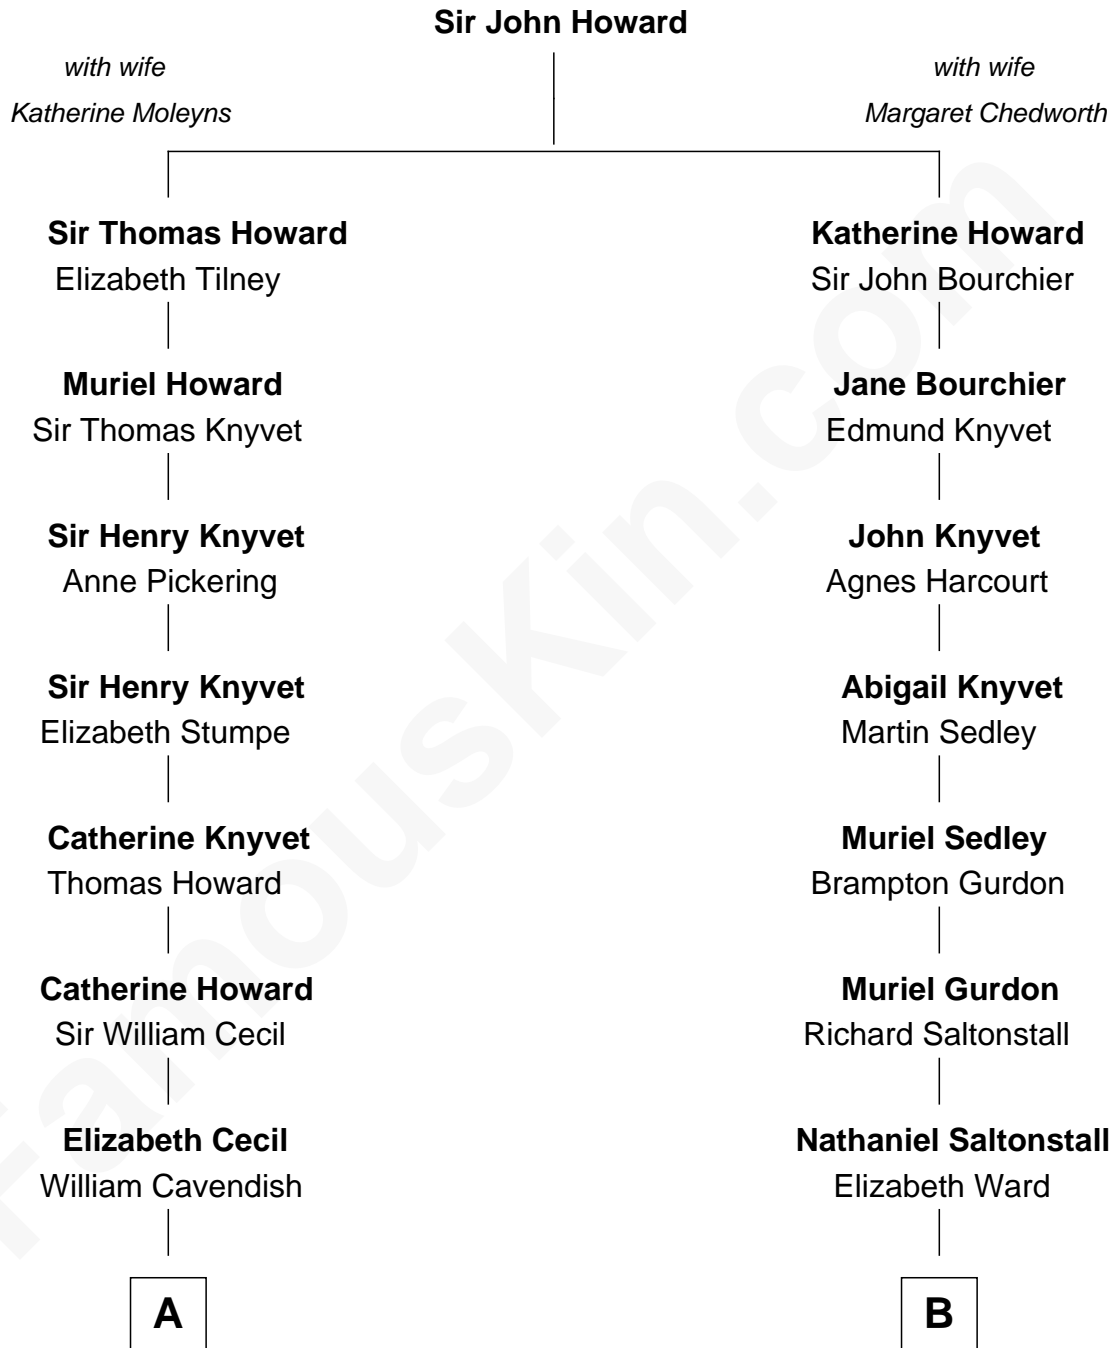 Sir John Howard
with wife
Katherine Moleyns
with wife
Margaret Chedworth
Sir Thomas Howard
Elizabeth Tilney
Katherine Howard
Sir John Bourchier
Muriel Howard
Sir Thomas Knyvet
Jane Bourchier
Edmund Knyvet
Sir Henry Knyvet
Anne Pickering
John Knyvet
Agnes Harcourt
Sir Henry Knyvet
Elizabeth Stumpe
Abigail Knyvet
Martin Sedley
Catherine Knyvet
Thomas Howard
Muriel Sedley
Brampton Gurdon
Catherine Howard
Sir William Cecil
Muriel Gurdon
Richard Saltonstall
Elizabeth Cecil
William Cavendish
Nathaniel Saltonstall
Elizabeth Ward
A
B
FamousKin.com